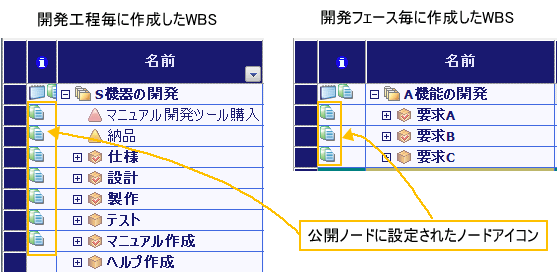 開発工程毎に作成したWBS
名前
S機器の開発
マニュアル開発ツール購入
納品
仕様
設計
製作
テスト
マニュアル作成
ヘルプ作成
開発フェース毎に作成したWBS
名前
A機能の開発
要求A
要求B
要求C
公開ノードに設定されたノードアイコン